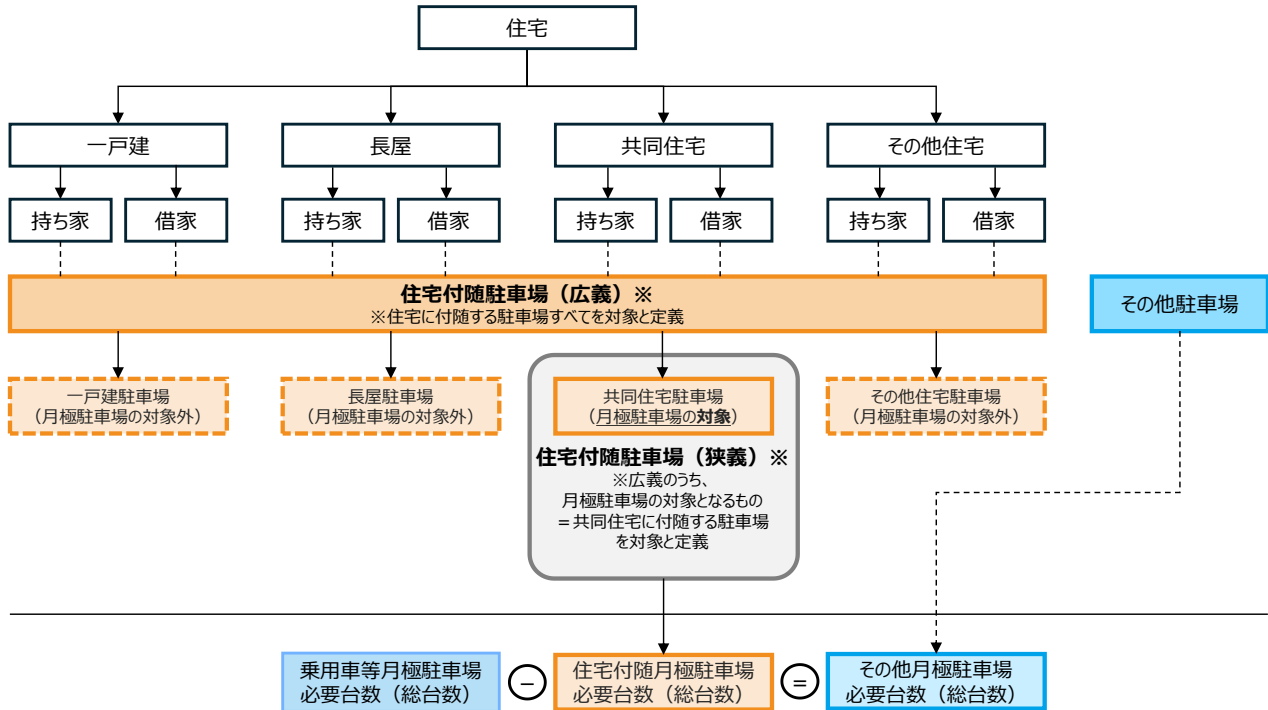 住宅
一戸建
長屋
共同住宅
その他住宅
持ち家
借家
持ち家
借家
持ち家
借家
持ち家
借家
住宅付随駐車場（広義）※
※住宅に付随する駐車場すべてを対象と定義
その他駐車場
一戸建駐車場
（月極駐車場の対象外）
長屋駐車場
（月極駐車場の対象外）
共同住宅駐車場
（月極駐車場の対象）
その他住宅駐車場
（月極駐車場の対象外）
住宅付随駐車場（狭義）※
※広義のうち、
月極駐車場の対象となるもの
＝共同住宅に付随する駐車場
を対象と定義
乗用車等月極駐車場
必要台数（総台数）
－
住宅付随月極駐車場
必要台数（総台数）
＝
その他月極駐車場
必要台数（総台数）